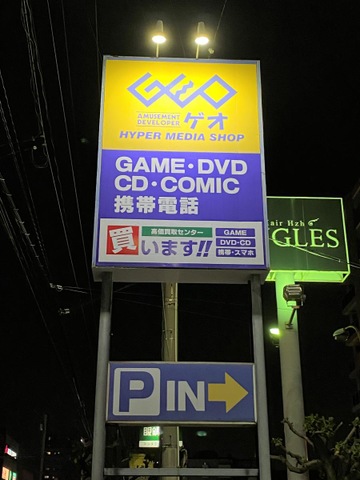 GEO
AMUSEMENT
DEVELOPER
ゲオ
HYPER MEDIA SHOP
GAME・DVD
CD・COMIC
携帯電話
買います!!
高価買取センター
GAME
DVD・CD
携帯・スマホ
air Hzh
GLES
P IN